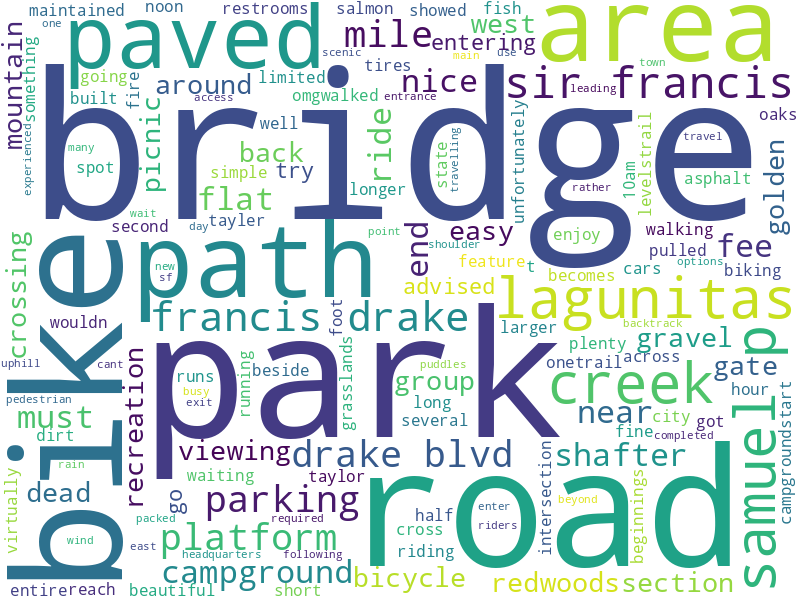 maintained
noon
restrooms
salmon
showed
fish
one
paved
scenic
main
use
area
mile
west
entering
town
mountain
something
going
around
limited
tires
nice
sir francis
leading
access
built
fire
omgwalked
entrance
bridge
oaks
experienced
many
picnic
well
ride
state
travelling
unfortunately
10am
levelstrail
travel
asphalt
golden
spot
back
simple
try
longer
rather
flat
wait
second
day
tayler
end
easy
walking
path
point
shoulder
enjoy
pulled
fee
crossing
bike
new
sf
feature
t
cars
options
biking
advised
becomes
lagunitas
wouldn
francis drake
foot
larger
backtrack
plenty
gravel
uphill
cant
park
onetrail
across
gate
runs
running
beside
grasslands
puddles
group
creek
hour
pedestrian
busy
exit
long
several
near
city
got
samuel p
must
dirt
recreation
viewing
drake blvd
fine
completed
campgroundstart
rain
waiting
taylor
shafter
virtually
dead
go
parking
half
road
intersection
enter
beyond
beginnings
packed
required
cross
riders
wind
platform
east
headquarters
following
riding
entire
reach
beautiful
campground
short
bicycle
redwoods
section